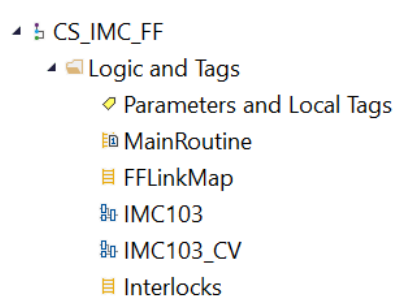 CS_IMC_FF
Logic and Tags
Parameters and Local Tags
MainRoutine
FFLinkMap
IMC103
IMC103_CV
Interlocks